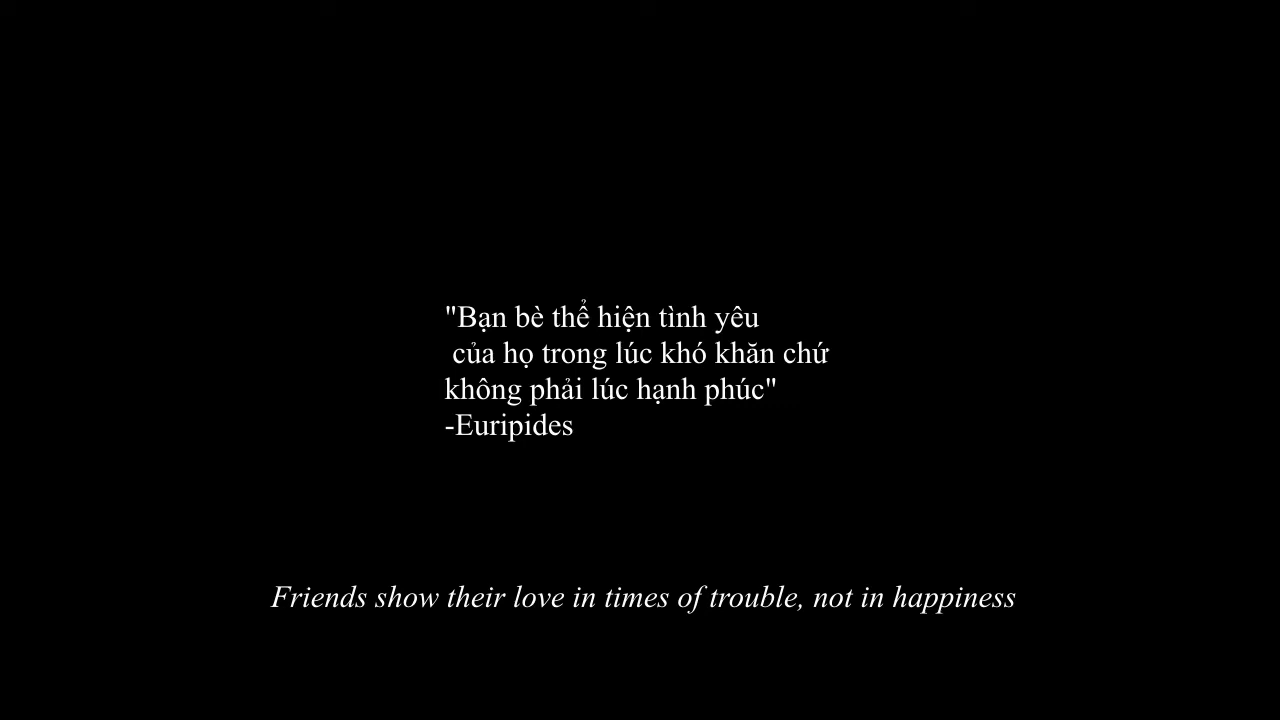 "Bạn bè thể hiện tình yêu
của họ trong lúc khó khăn chứ
không phải lúc hạnh phúc"
-Euripides
Friends show their love in times of trouble, not in happiness